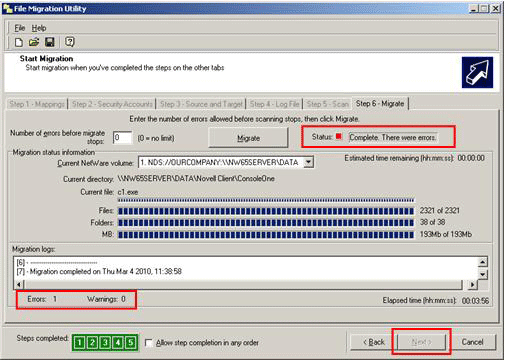 File Migration Utility
File Help
Start Migration
Start migration when you've completed the steps on the other tabs
Step 1 - Mappings Step 2 - Security Accounts Step 3 - Source and Target Step 4 - Log File Step 5 - Scan Step 6 - Migrate
Enter the number of errors allowed before scanning stops, then click Migrate.
Number of errors before migrate stops: 0 (0 = no limit) Migrate Status: Complete. There were errors.
Migration status information
Current NetWare volume: 1. NDS://OURCOMPANY:\\NW65SERVER\DATA Estimated time remaining (hh:mm:ss): 00:00:00
Current directory: \\NW65SERVER\DATA\Novell Client\ConsoleOne
Current file: c1.exe
Files: 2321 of 2321
Folders: 38 of 38
MB: 193Mb of 193Mb
Migration logs:
[6] - ------------------------------
[7] - Migration completed on Thu Mar 4 2010, 11:38:58
Errors: 1 Warnings: 0 Elapsed time (hh:mm:ss): 00:03:56
Steps completed: 1 2 3 4 5 Allow step completion in any order < Back Next > Cancel